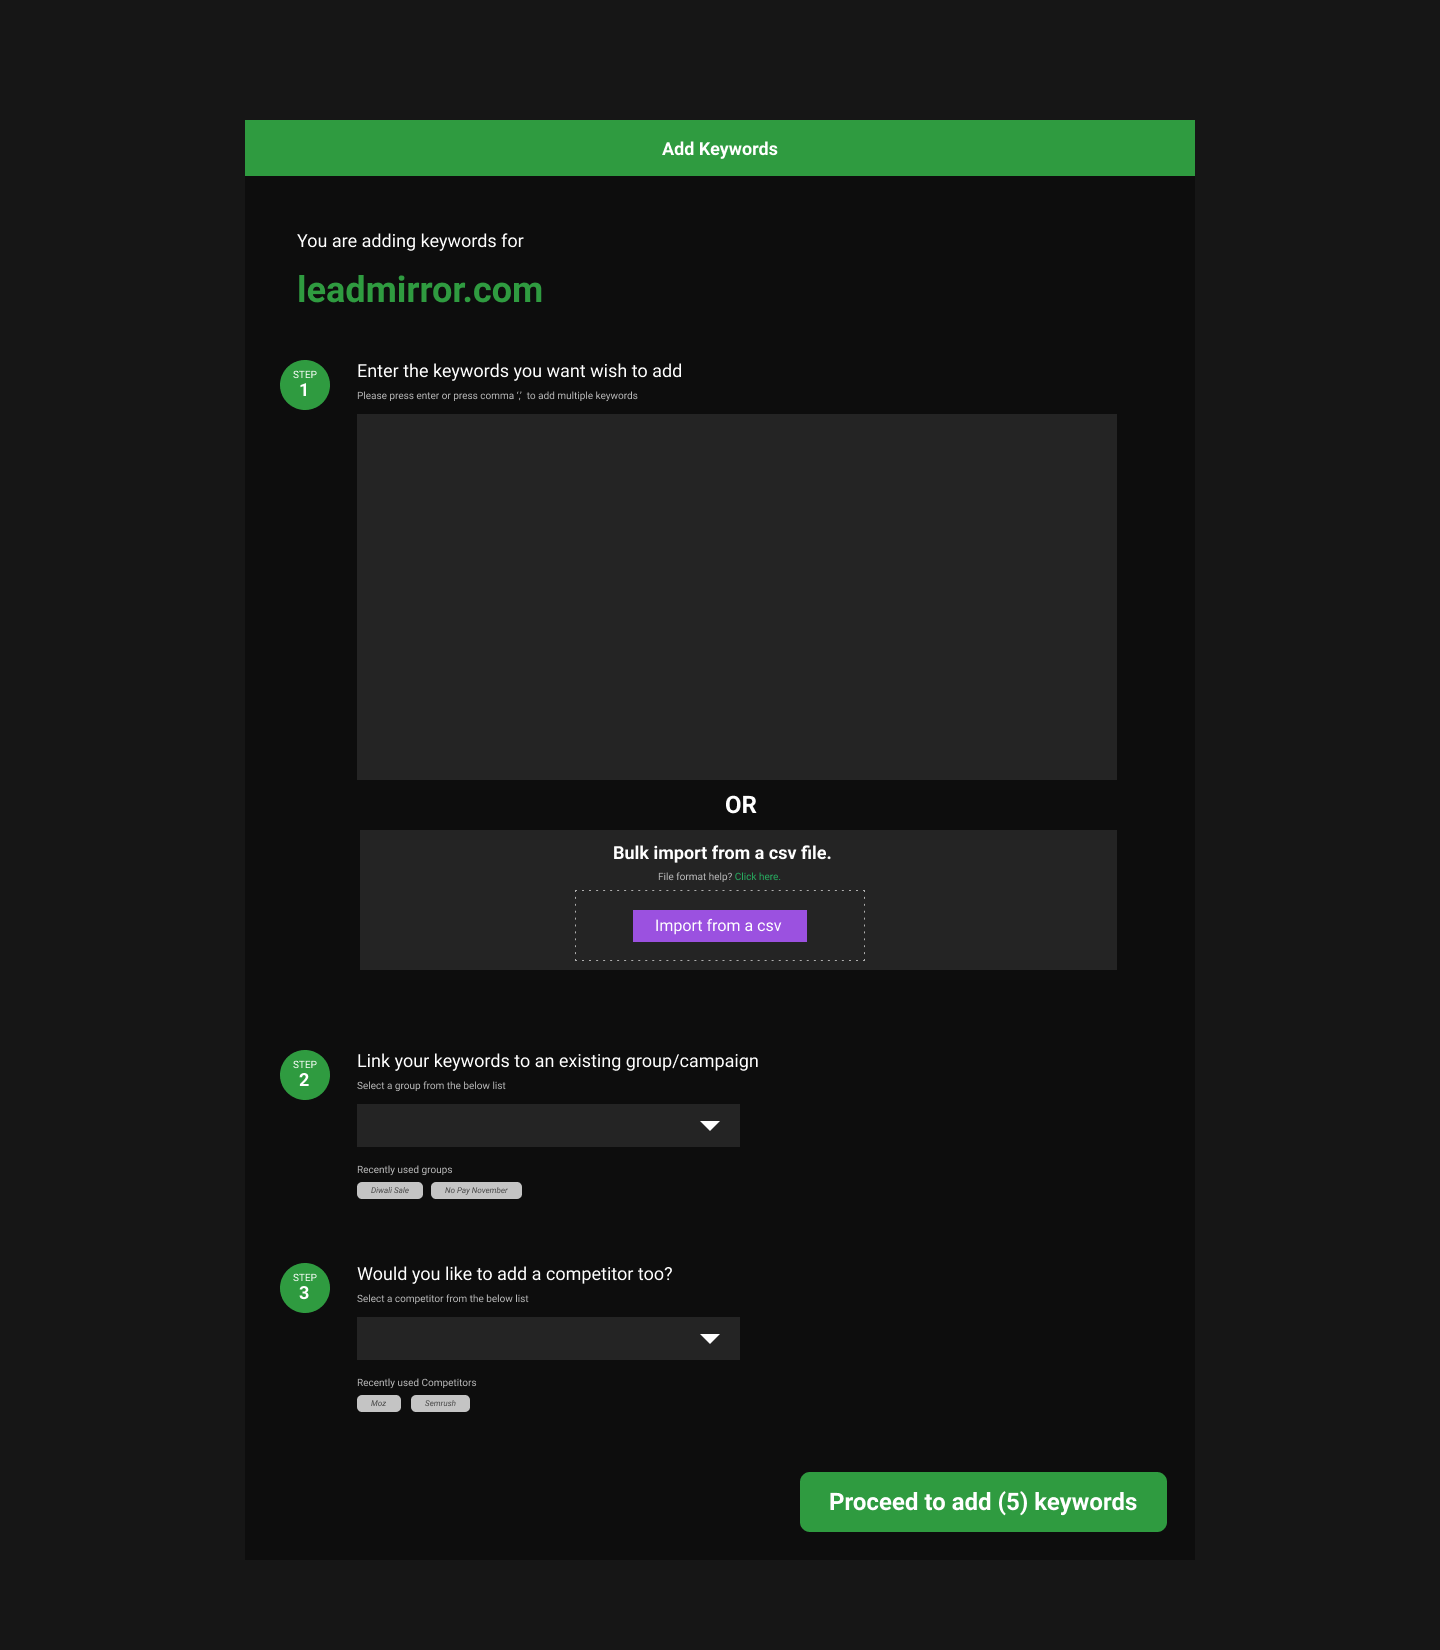 Add Keywords
You are adding keywords for
leadmirror.com
STEP
1
Enter the keywords you want wish to add
Please press enter or press comma ',' to add multiple keywords
OR
Bulk import from a csv file.
File format help? Click here.
Import from a csv
STEP
2
Link your keywords to an existing group/campaign
Select a group from the below list
Recently used groups
Diwali Sale
No Pay November
STEP
3
Would you like to add a competitor too?
Select a competitor from the below list
Recently used Competitors
Moz
Semrush
Proceed to add (5) keywords